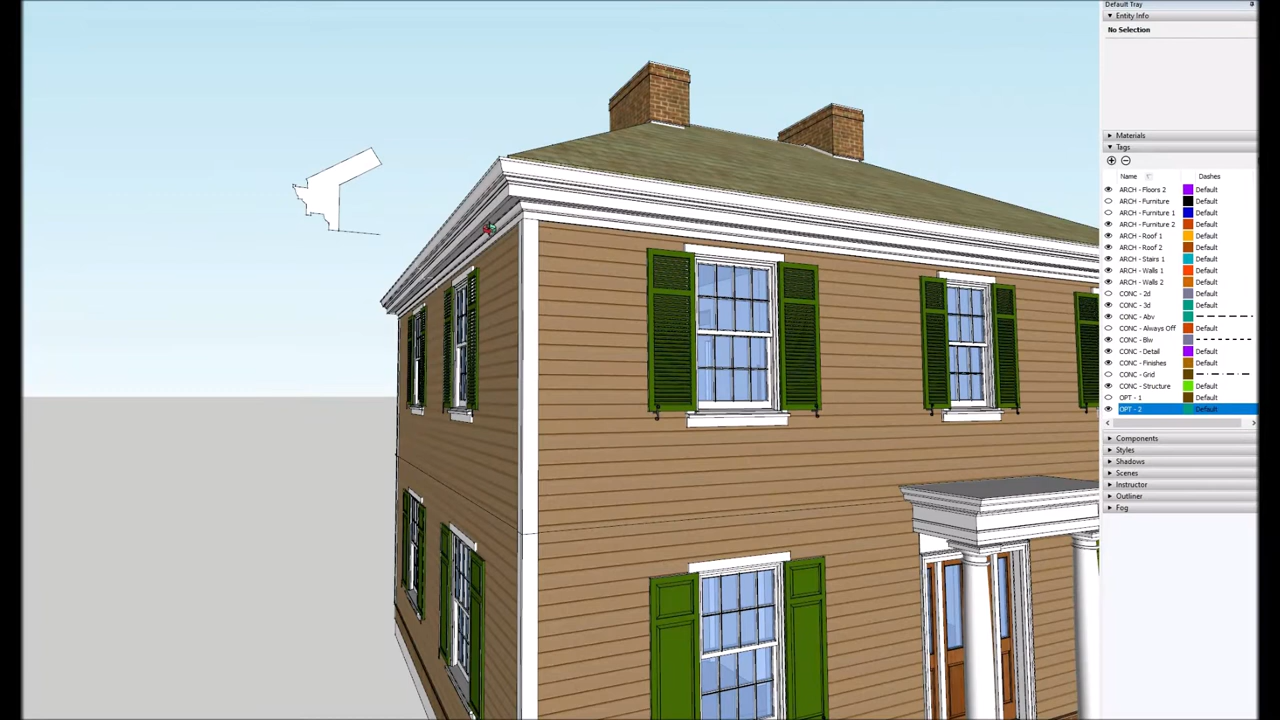 Default Tray
Entity Info
No Selection
Materials
Tags
Name Dashes
ARCH - Floors 2 Default
ARCH - Furniture Default
ARCH - Furniture 1 Default
ARCH - Furniture 2 Default
ARCH - Roof 1 Default
ARCH - Roof 2 Default
ARCH - Stairs 1 Default
ARCH - Walls 1 Default
ARCH - Walls 2 Default
CONC - 2d Default
CONC - 3d Default
CONC - Abv
CONC - Always Off Default
CONC - Blw
CONC - Detail Default
CONC - Finishes Default
CONC - Grid
CONC - Structure Default
OPT - 1 Default
OPT - 2 Default
Components
Styles
Shadows
Scenes
Instructor
Outliner
Fog